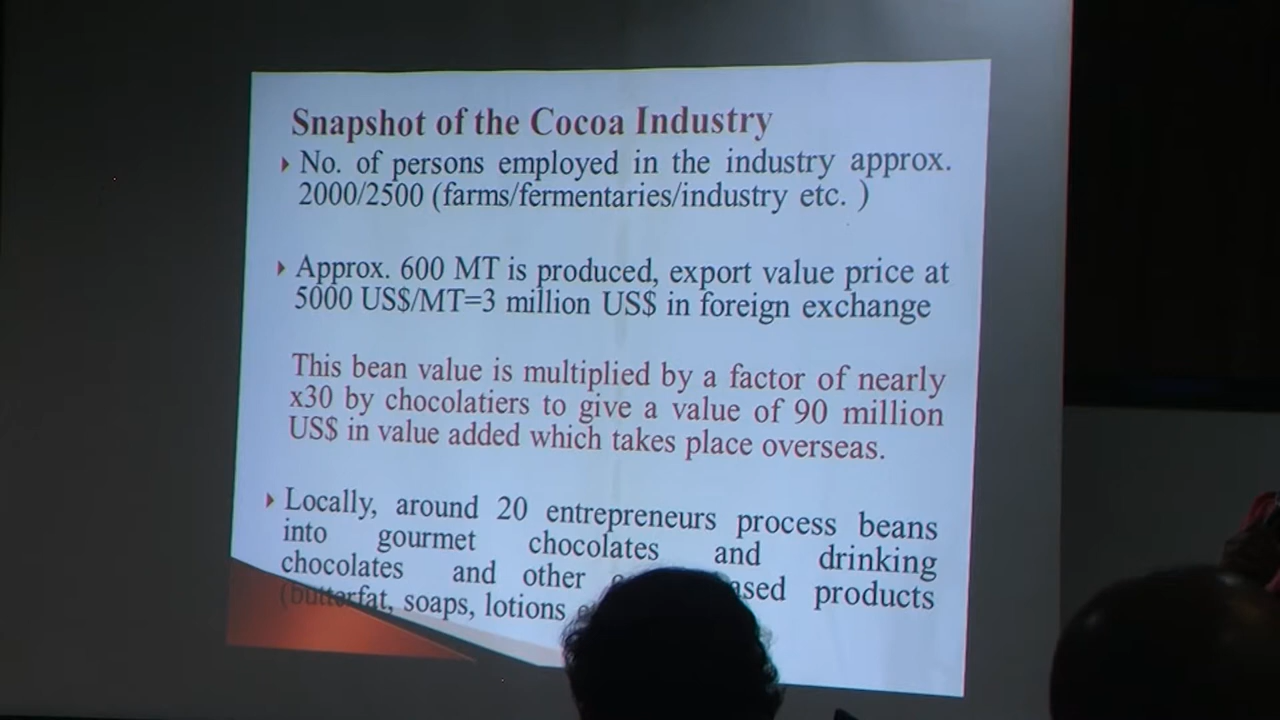 Snapshot of the Cocoa Industry
No. of persons employed in the industry approx.
2000/2500 (farms/fermentaries/industry etc. )
Approx. 600 MT is produced, export value price at
5000 US$/MT=3 million US$ in foreign exchange
This bean value is multiplied by a factor of nearly
x30 by chocolatiers to give a value of 90 million
US$ in value added which takes place overseas.
Locally, around 20 entrepreneurs process beans
into gourmet chocolates and drinking
chocolates and other products
(butterfat, soaps, lotions